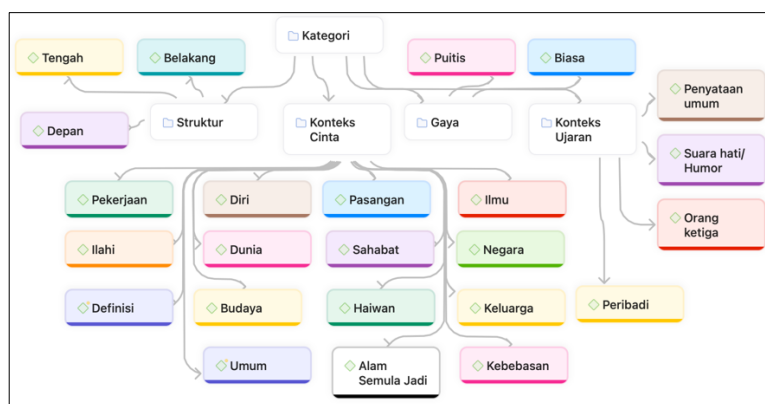 Kategori
Tengah
Belakang
Puitis
Biasa
Depan
Struktur
Konteks
Cinta
Gaya
Konteks
Ujaran
Penyataan
umum
Suara hati/
Humor
Orang
ketiga
Pekerjaan
Diri
Pasangan
Ilmu
Ilahi
Dunia
Sahabat
Negara
Definisi
Budaya
Haiwan
Keluarga
Peribadi
Umum
Alam
Semula Jadi
Kebebasan